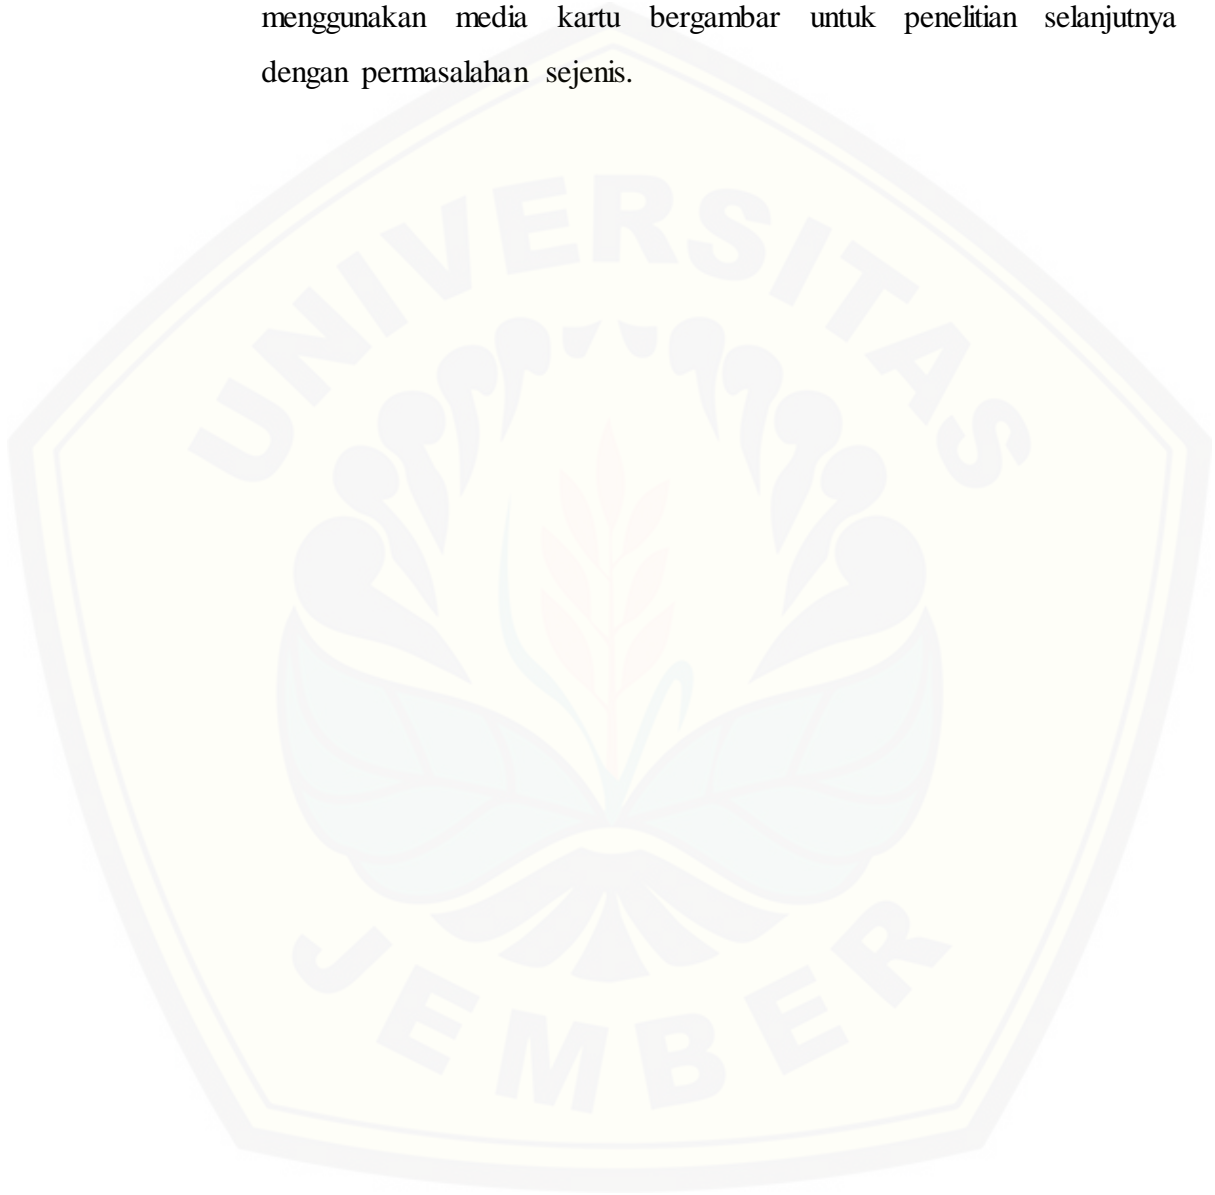 menggunakan media kartu bergambar untuk penelitian selanjutnya
dengan permasalahan sejenis.
UNIVERSITAS
JEMBER